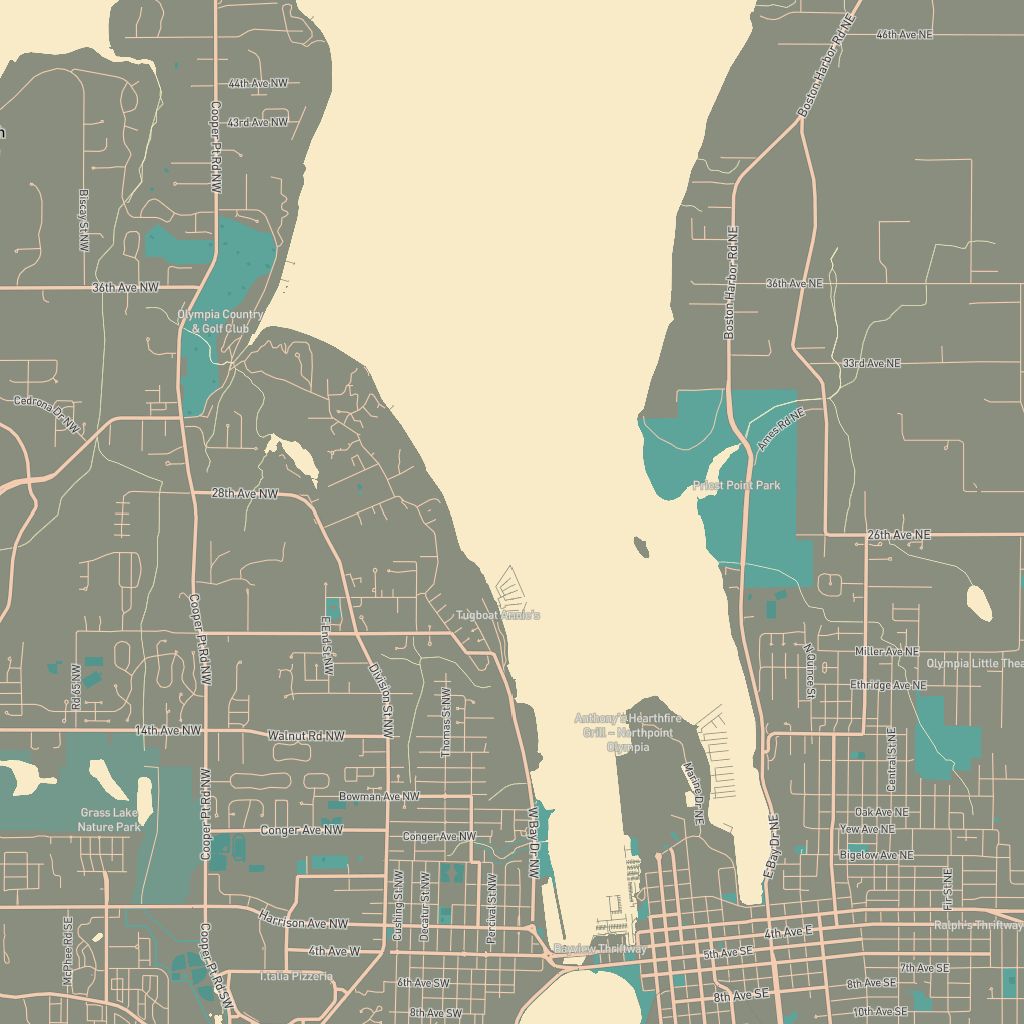 46th Ave NE
Boston Harbor Rd NE
44th Ave NW
43rd Ave NW
Cooper Pt Rd NW
Biscay St NW
36th Ave NW
Boston Harbor Rd NE
36th Ave NE
Olympia Country
& Golf Club
33rd Ave NE
Cedrona Dr NW
Ames Rd NE
28th Ave NW
Priest Point Park
26th Ave NE
Cooper Pt Rd NW
E End St NW
Tugboat Annie's
N Quince St
Miller Ave NE
Olympia Little Thea
Rd 65 NW
Division St NW
Thomas St NW
Ethridge Ave NE
14th Ave NW
Walnut Rd NW
Anthony's Hearthfire
Grill - Northpoint
Olympia
Central St NE
Marine Dr NE
Grass Lake
Nature Park
Cooper Pt Rd NW
Bowman Ave NW
Conger Ave NW
Conger Ave NW
W Bay Dr NW
E Bay Dr NE
Oak Ave NE
Yew Ave NE
Bigelow Ave NE
Cushing St NW
Decatur St NW
Percival St NW
Fir St NE
Harrison Ave NW
4th Ave W
McPhee Rd SE
Cooper Pt Rd SW
Bayview Thriftway
4th Ave E
5th Ave SE
Ralph's Thriftway
I.talia Pizzeria
6th Ave SW
8th Ave SW
7th Ave SE
8th Ave SE
8th Ave SE
10th Ave SE